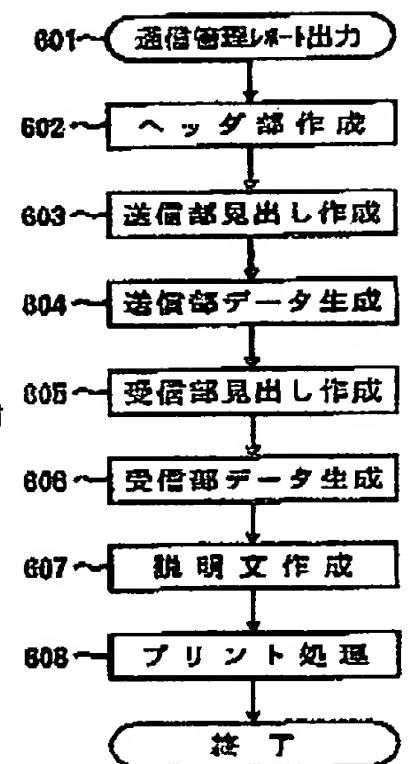 601 通信管理レポート出力
602 ヘッダ部作成
603 送信部見出し作成
604 送信部データ生成
605 受信部見出し作成
606 受信部データ生成
607 説明文作成
608 プリント処理
終了